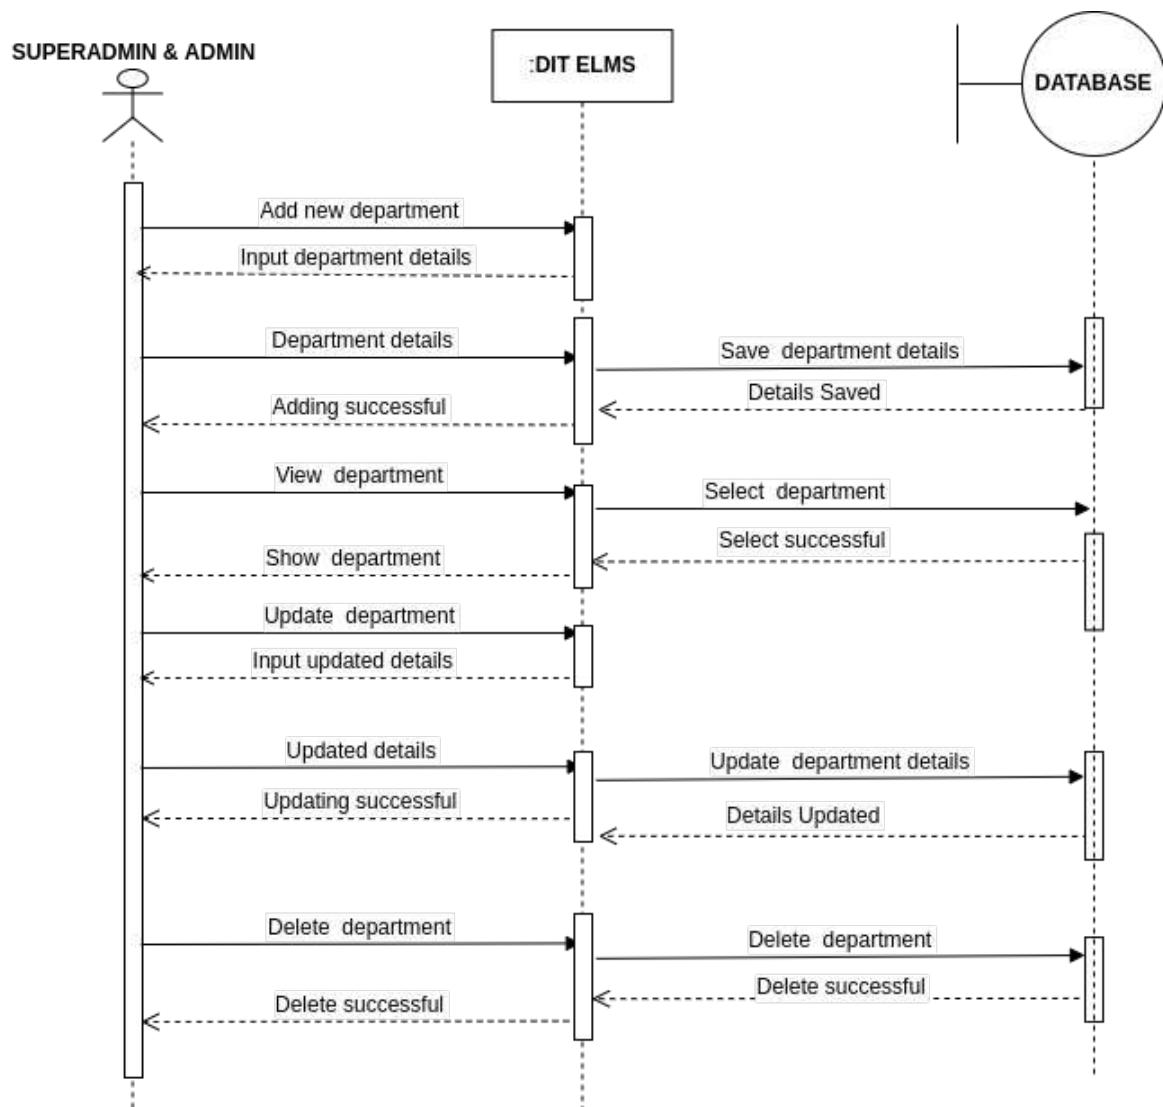 SUPERADMIN & ADMIN
:DIT ELMS
DATABASE
Add new department
Input department details
Department details
Save department details
Details Saved
Adding successful
View department
Select department
Select successful
Show department
Update department
Input updated details
Updated details
Update department details
Updating successful
Details Updated
Delete department
Delete department
Delete successful
Delete successful